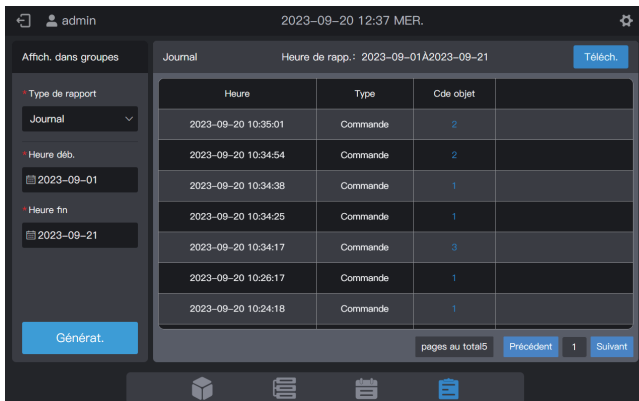 admin
2023-09-20 12:37 MER.
Affich. dans groupes
*Type de rapport
Journal
*Heure déb.
2023-09-01
*Heure fin
2023-09-21
Générat.
Journal
Heure de rapp.: 2023-09-01À2023-09-21
Téléch.
Heure Type Cde objet
2023-09-20 10:35:01 Commande 2
2023-09-20 10:34:54 Commande 2
2023-09-20 10:34:38 Commande 1
2023-09-20 10:34:25 Commande 1
2023-09-20 10:34:17 Commande 3
2023-09-20 10:26:17 Commande 1
2023-09-20 10:24:18 Commande 1
pages au total5 Précédent 1 Suivant